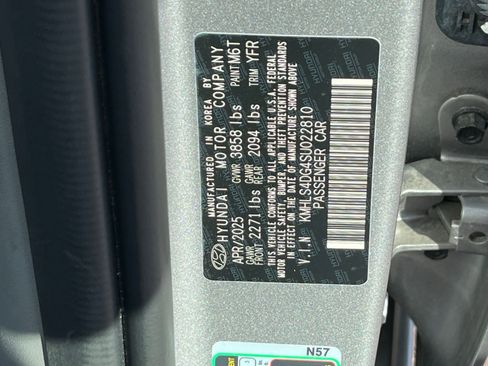 MANUFACTURED IN KOREA BY
HYUNDAI MOTOR COMPANY
APR/2025 GVWR 3858 lbs PAINT M6T
GAWR FRONT 2271 lbs GAWR REAR 2094 lbs TRIM YFR
THIS VEHICLE CONFORMS TO ALL APPLICABLE U.S.A. FEDERAL
MOTOR VEHICLE SAFETY, BUMPER, AND THEFT PREVENTION STANDARDS
IN EFFECT ON THE DATE OF MANUFACTURE SHOWN ABOVE
V.I.N KMHLS4DG4SU022810
PASSENGER CAR
N57